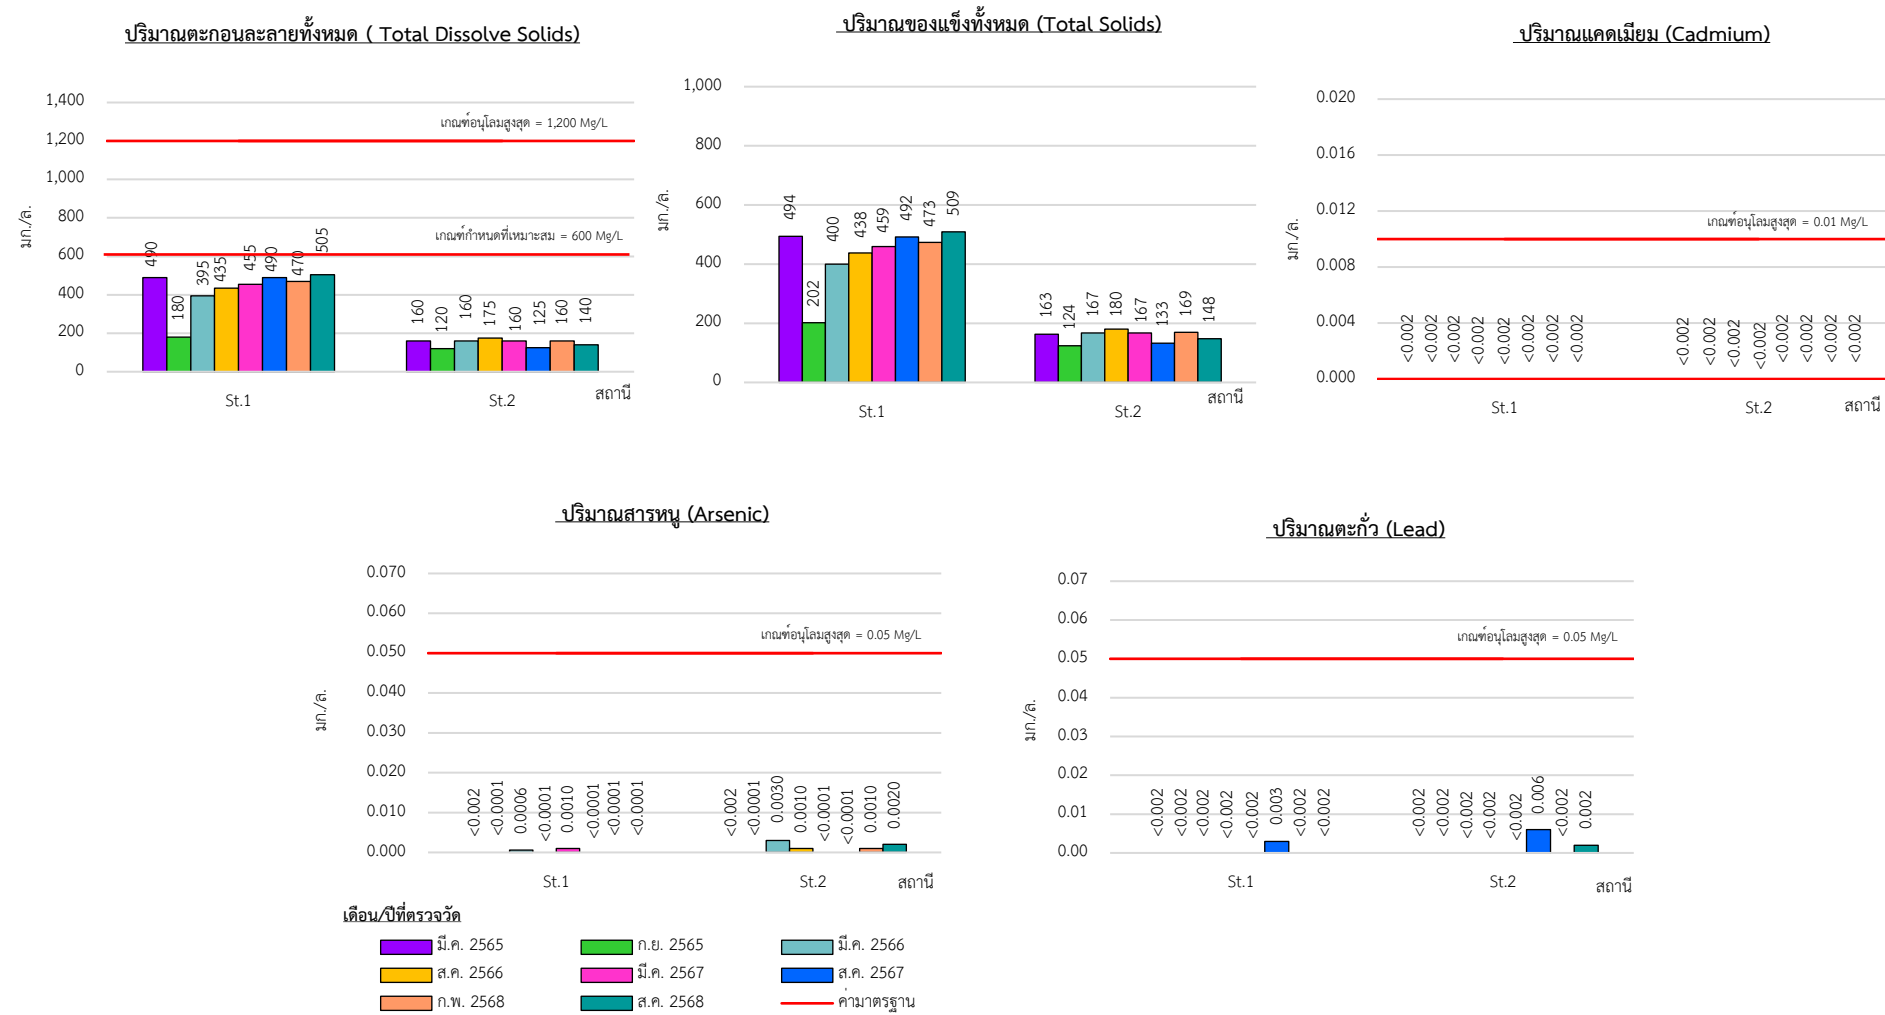 ปริมาณตะกอนละลายทั้งหมด ( Total Dissolve Solids)
1,400
1,200
1,000
800
600
400
200
0
มก./ล.
เกณฑ์อนุโลมสูงสุด = 1,200 Mg/L
เกณฑ์กำหนดที่เหมาะสม = 600 Mg/L
490 180 395 435 455 490 470 505
160 120 160 175 160 125 160 140
St.1 St.2 สถานี
ปริมาณของแข็งทั้งหมด (Total Solids)
1,000
800
600
400
200
0
มก./ล.
494 202 400 438 459 492 473 509
163 124 167 180 167 133 169 148
St.1 St.2 สถานี
ปริมาณแคดเมียม (Cadmium)
0.020
0.016
0.012
0.008
0.004
0.000
มก./ล.
เกณฑ์อนุโลมสูงสุด = 0.01 Mg/L
<0.002 <0.002 <0.002 <0.002 <0.002 <0.002 <0.002 <0.002
<0.002 <0.002 <0.002 <0.002 <0.002 <0.002 <0.002 <0.002
St.1 St.2 สถานี
ปริมาณสารหนู (Arsenic)
0.070
0.060
0.050
0.040
0.030
0.020
0.010
0.000
มก./ล.
เกณฑ์อนุโลมสูงสุด = 0.05 Mg/L
<0.002 <0.0001 0.0006 <0.0001 0.0010 <0.0001 <0.0001 <0.0001
<0.002 <0.0001 0.0030 0.0010 <0.0001 <0.0001 0.0010 0.0020
St.1 St.2 สถานี
ปริมาณตะกั่ว (Lead)
0.07
0.06
0.05
0.04
0.03
0.02
0.01
0.00
มก./ล.
เกณฑ์อนุโลมสูงสุด = 0.05 Mg/L
<0.002 <0.002 <0.002 <0.002 <0.002 0.003 <0.002 <0.002
<0.002 <0.002 <0.002 <0.002 <0.002 0.006 <0.002 0.002
St.1 St.2 สถานี
เดือน/ปีที่ตรวจวัด
มี.ค. 2565 ก.ย. 2565 มี.ค. 2566
ส.ค. 2566 มี.ค. 2567 ส.ค. 2567
ก.พ. 2568 ส.ค. 2568 ค่ามาตรฐาน